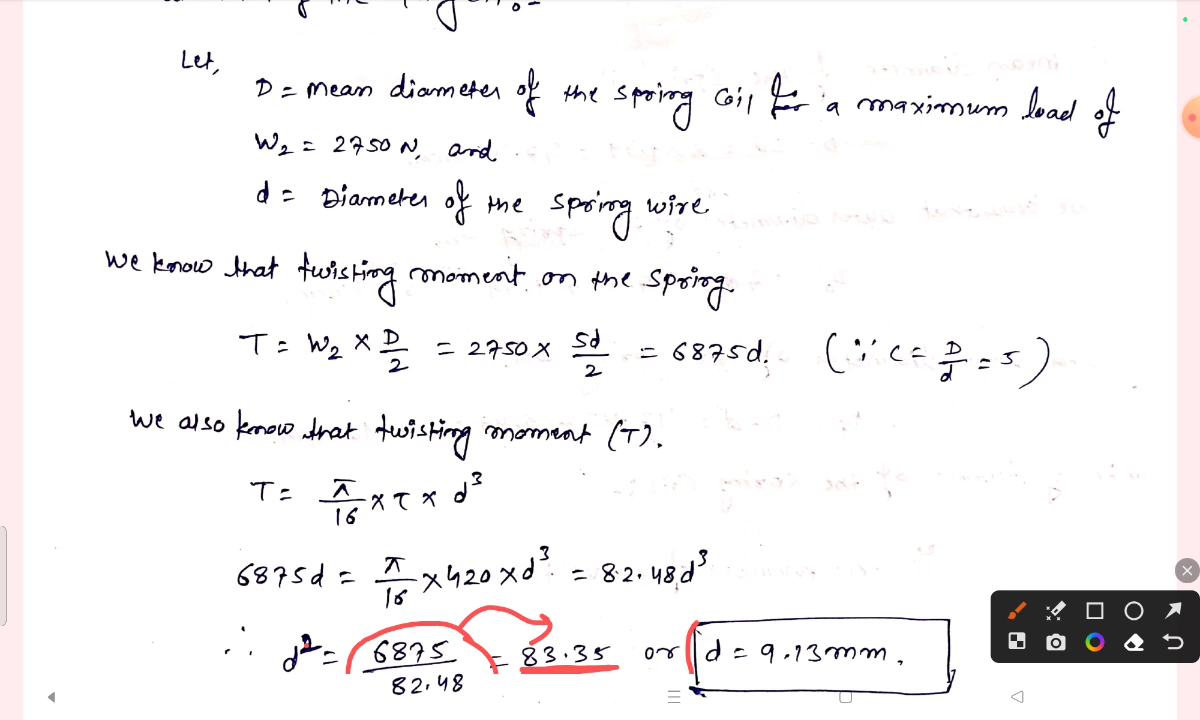 Let,
D = mean diameter of the spring coil for a maximum load of
W₂ = 2750 N, and
d = Diameter of the spring wire
We know that twisting moment on the spring
T = W₂ × D/2 = 2750 × 5d/2 = 6875d. (∵ C = D/d = 5)
We also know that twisting moment (T),
T = π/16 × τ × d³
6875d = π/16 × 420 × d³ = 82.48d³
∴ d² = 6875/82.48 = 83.35 or d = 9.13mm.